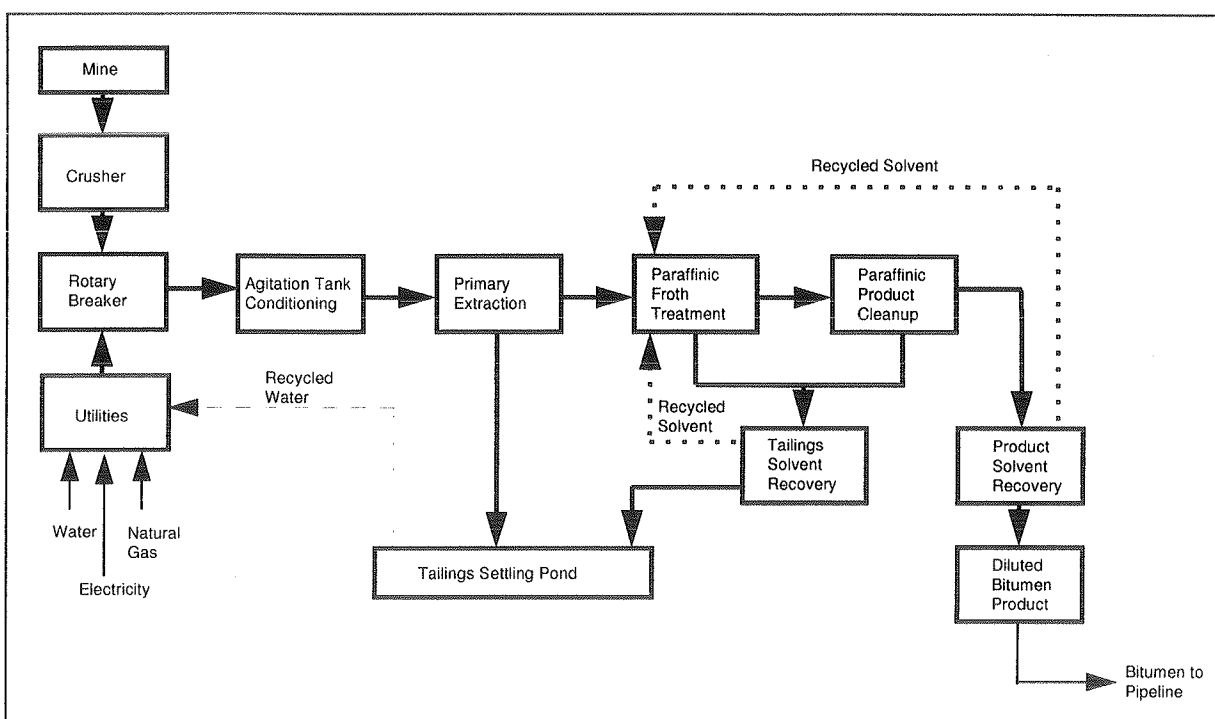 Mine
Crusher
Recycled Solvent
Rotary
Breaker
Agitation Tank
Conditioning
Primary
Extraction
Paraffinic
Froth
Treatment
Paraffinic
Product
Cleanup
Recycled
Water
Utilities
Recycled
Solvent
Tailings
Solvent
Recovery
Product
Solvent
Recovery
Water
Natural
Gas
Electricity
Tailings Settling Pond
Diluted
Bitumen
Product
Bitumen to
Pipeline